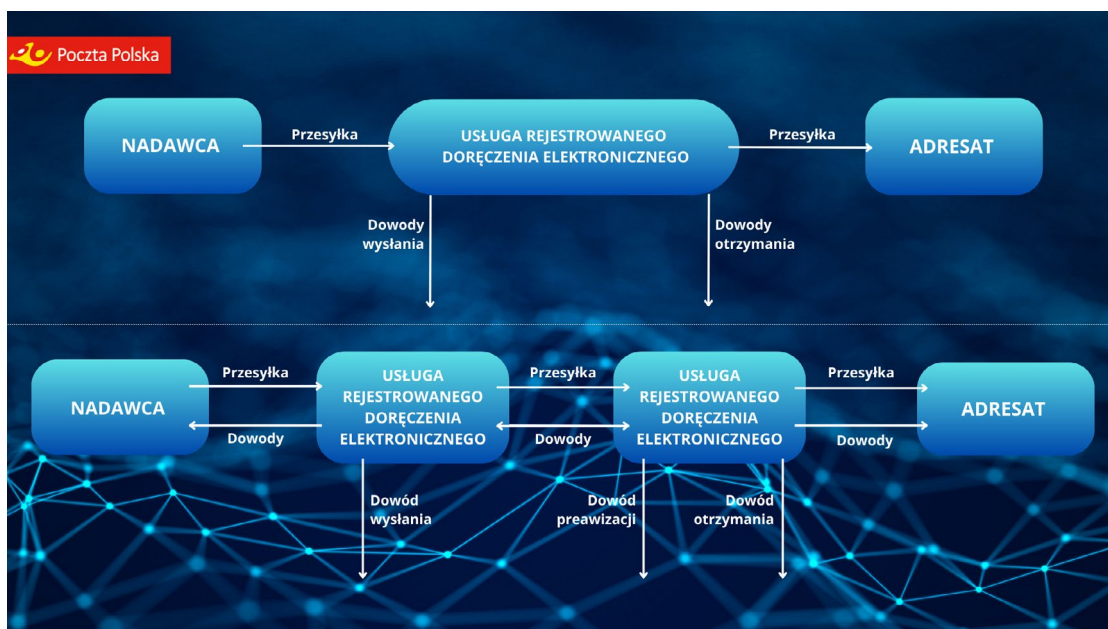 Poczta Polska
NADAWCA
Przesyłka
USŁUGA REJESTROWANEGO
DORĘCZENIA ELEKTRONICZNEGO
Przesyłka
ADRESAT
Dowody
wysłania
Dowody
otrzymania
NADAWCA
Przesyłka
Dowody
USŁUGA
REJESTROWANEGO
DORĘCZENIA
ELEKTRONICZNEGO
Przesyłka
Dowody
USŁUGA
REJESTROWANEGO
DORĘCZENIA
ELEKTRONICZNEGO
Przesyłka
Dowody
ADRESAT
Dowód
wysłania
Dowód
preawizacji
Dowód
otrzymania